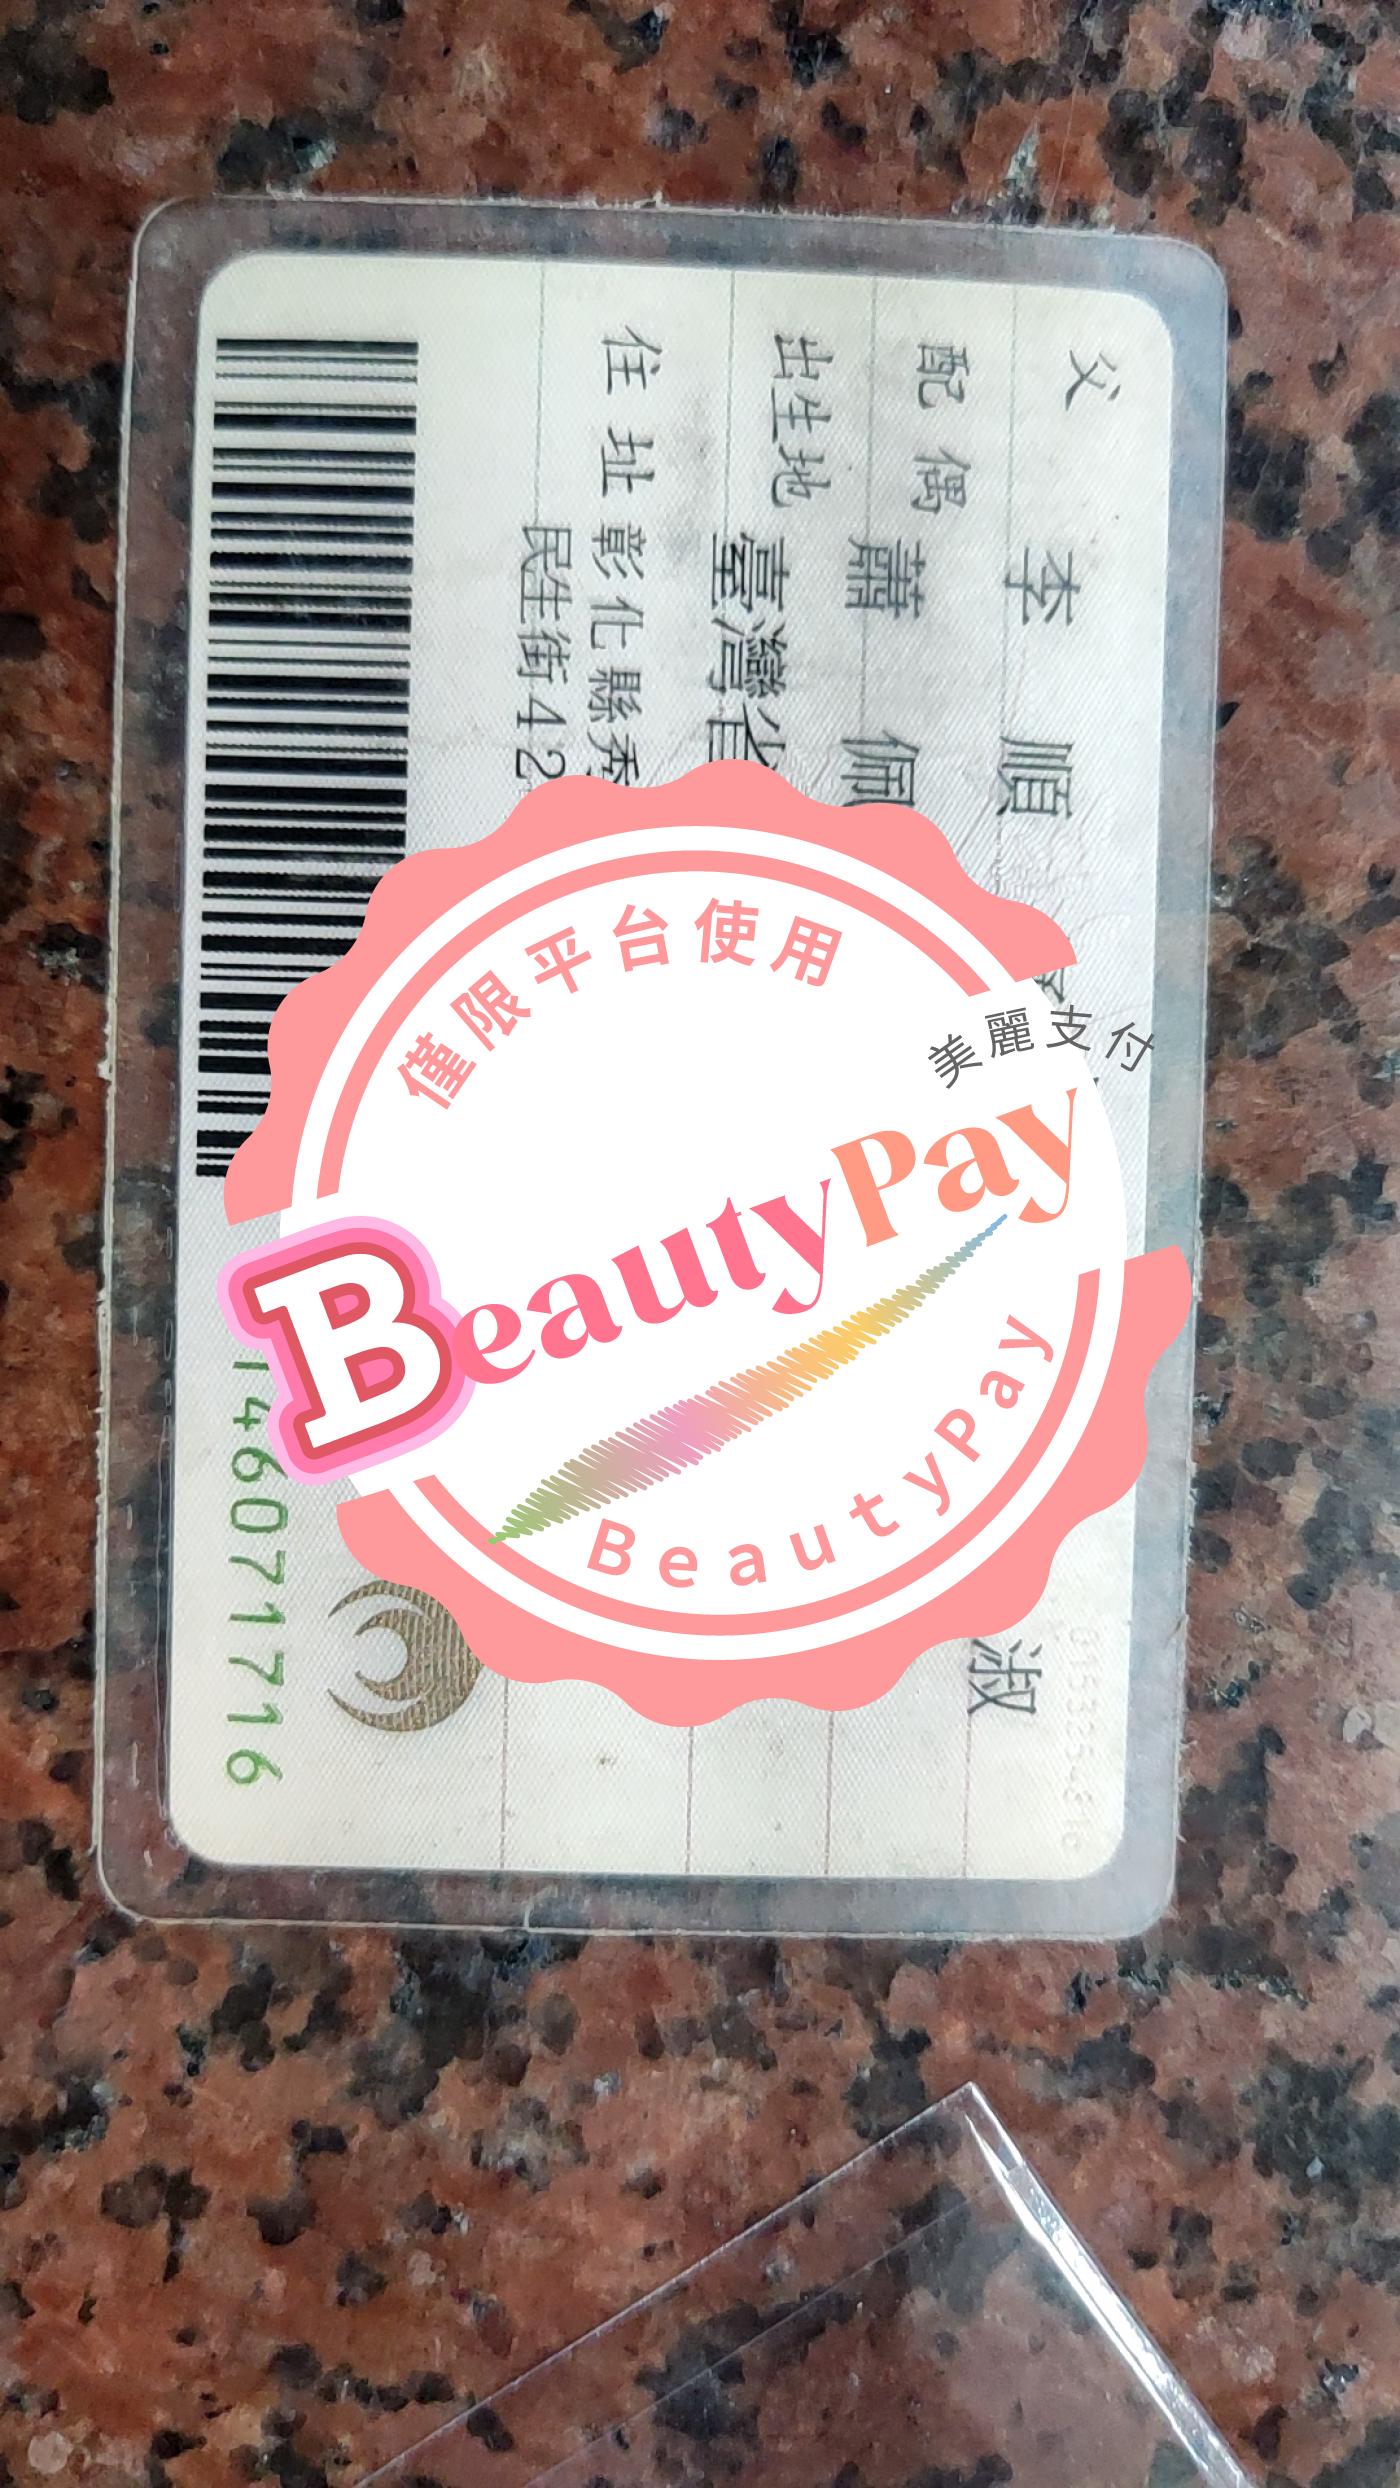 父 李 順
淑
配偶 蕭 佩
出生地 臺灣省
住址 彰化縣秀
民生街42
146071716
僅限平台使用
美麗支付
BeautyPay
BeautyPay